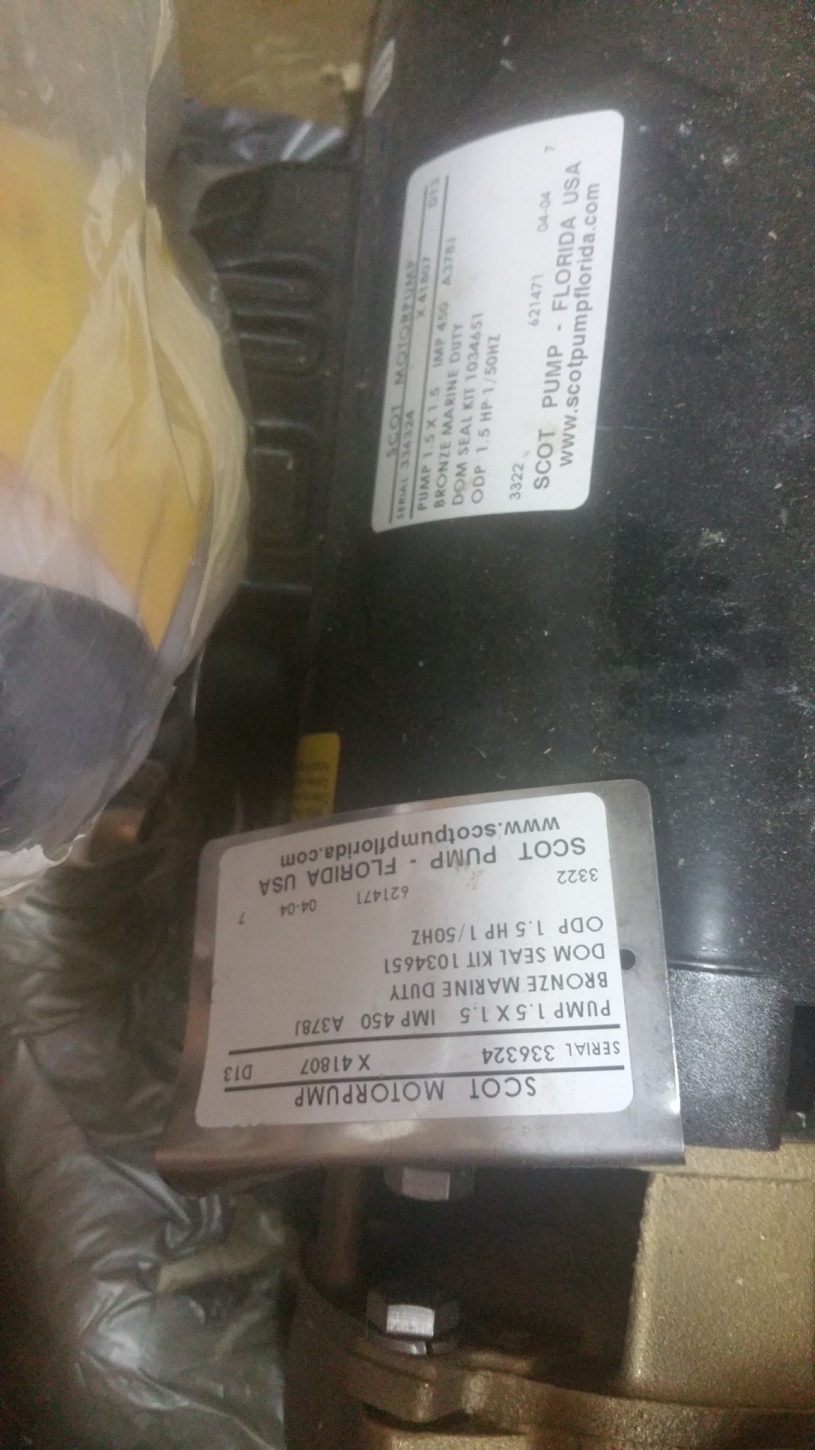 SCOT MOTORPUMP
SERIAL 336324 X 41807 D13
PUMP 1.5 X 1.5 IMP 450 A378J
BRONZE MARINE DUTY
DOM SEAL KIT 1034651
ODP 1.5 HP 1/50HZ
621471 04-04 7
3322
SCOT PUMP - FLORIDA USA
www.scotpumpflorida.com
SCOT MOTORPUMP
SERIAL 336324 X 41807 D13
PUMP 1.5 X 1.5 IMP 450 A378J
BRONZE MARINE DUTY
DOM SEAL KIT 1034651
ODP 1.5 HP 1/50HZ
621471 04-04 7
3322
SCOT PUMP - FLORIDA USA
www.scotpumpflorida.com